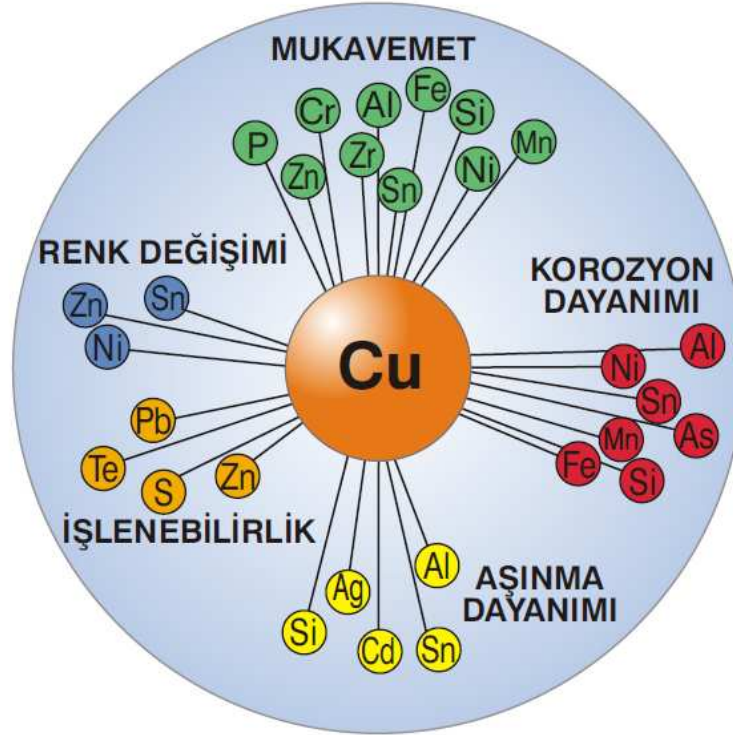 MUKAVEMET
P
Cr
Al
Fe
Si
Mn
Zn
Zr
Sn
Ni
RENK DEĞİŞİMİ
Zn
Sn
Ni
KOROZYON
DAYANIMI
Al
Ni
Sn
As
Mn
Fe
Si
Cu
Pb
Te
S
Zn
İŞLENEBİLİRLİK
Al
Ag
Si
Cd
Sn
AŞINMA
DAYANIMI